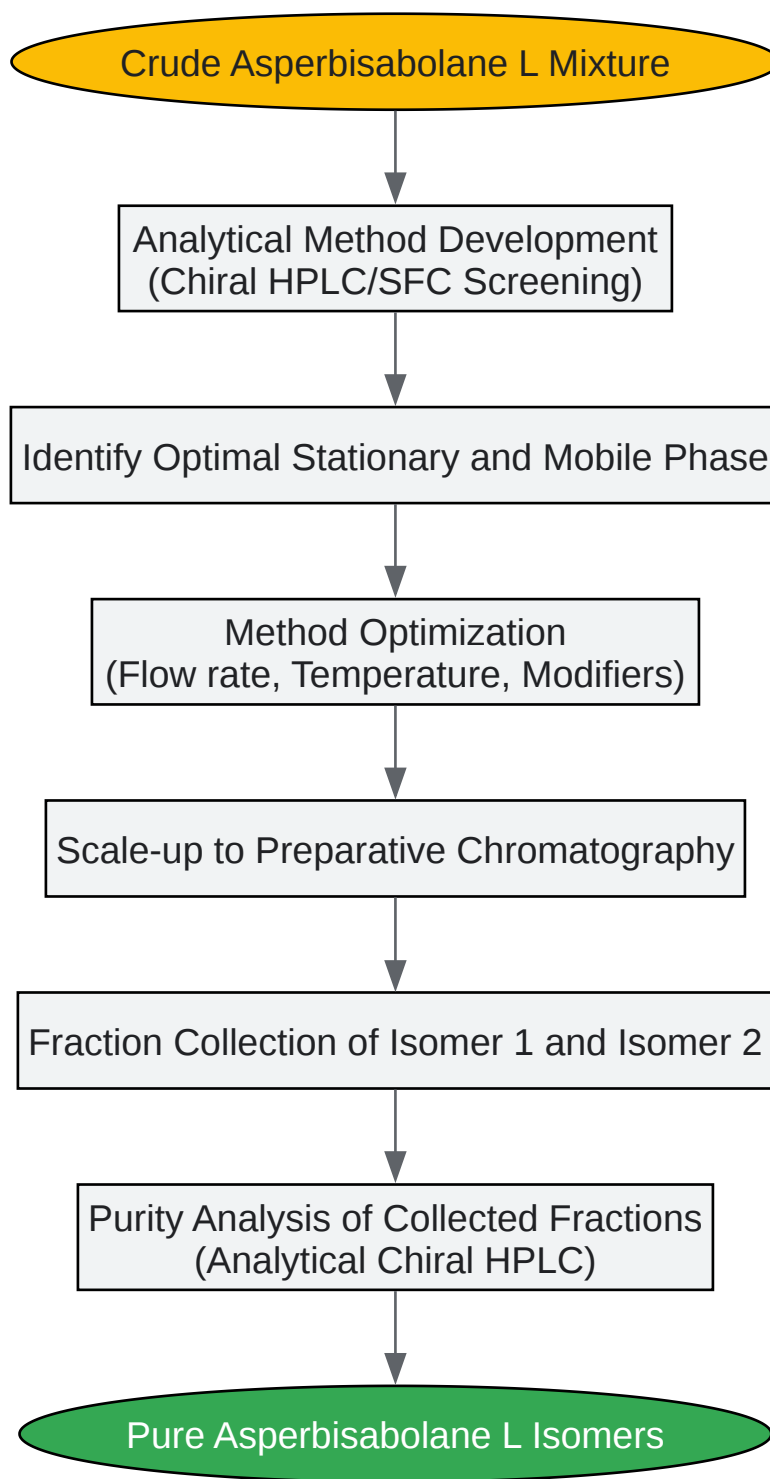 Crude Asperbisabolane L Mixture
Analytical Method Development
(Chiral HPLC/SFC Screening)
Identify Optimal Stationary and Mobile Phase
Method Optimization
(Flow rate, Temperature, Modifiers)
Scale-up to Preparative Chromatography
Fraction Collection of Isomer 1 and Isomer 2
Purity Analysis of Collected Fractions
(Analytical Chiral HPLC)
Pure Asperbisabolane L Isomers